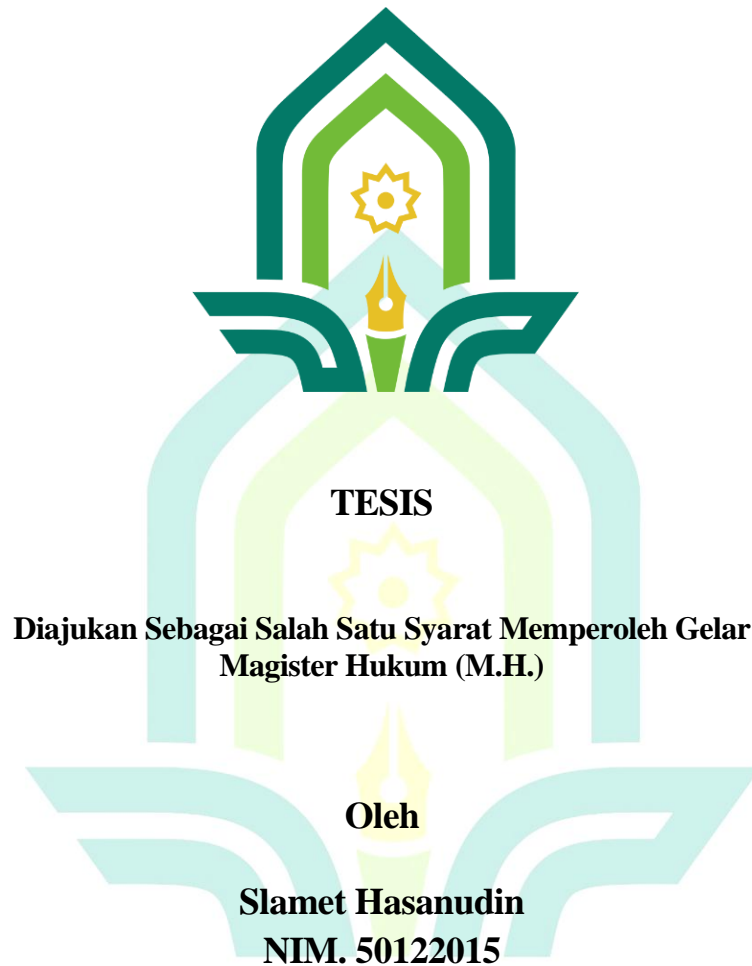 TESIS
Diajukan Sebagai Salah Satu Syarat Memperoleh Gelar
Magister Hukum (M.H.)
Oleh
Slamet Hasanudin
NIM. 50122015